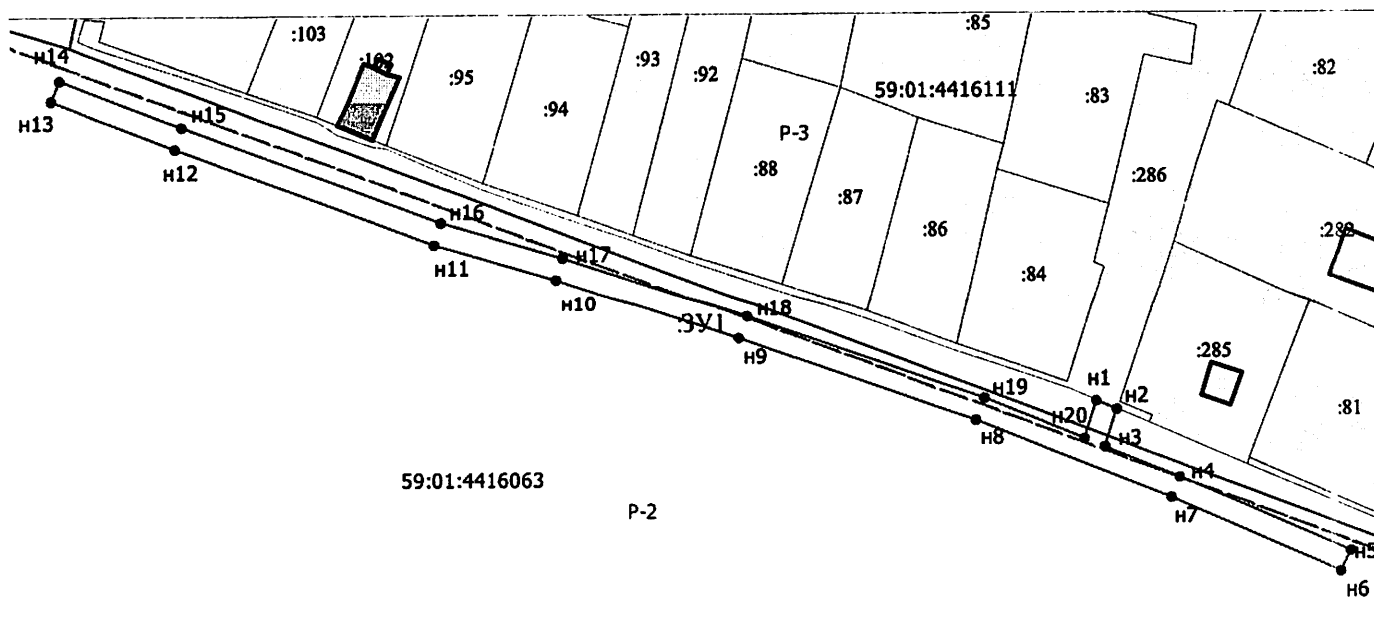 :85
:103
:102
:93
:92
:82
н14
:95
59:01:4416111
:83
:94
н13
н15
Р-3
н12
:88
:286
:87
н16
:86
:282
н11
н17
н10
:84
н18
:ЗУ1
н9
:285
н19
н1
н2
:81
н20
н3
н8
59:01:4416063
н4
Р-2
н7
н5
н6